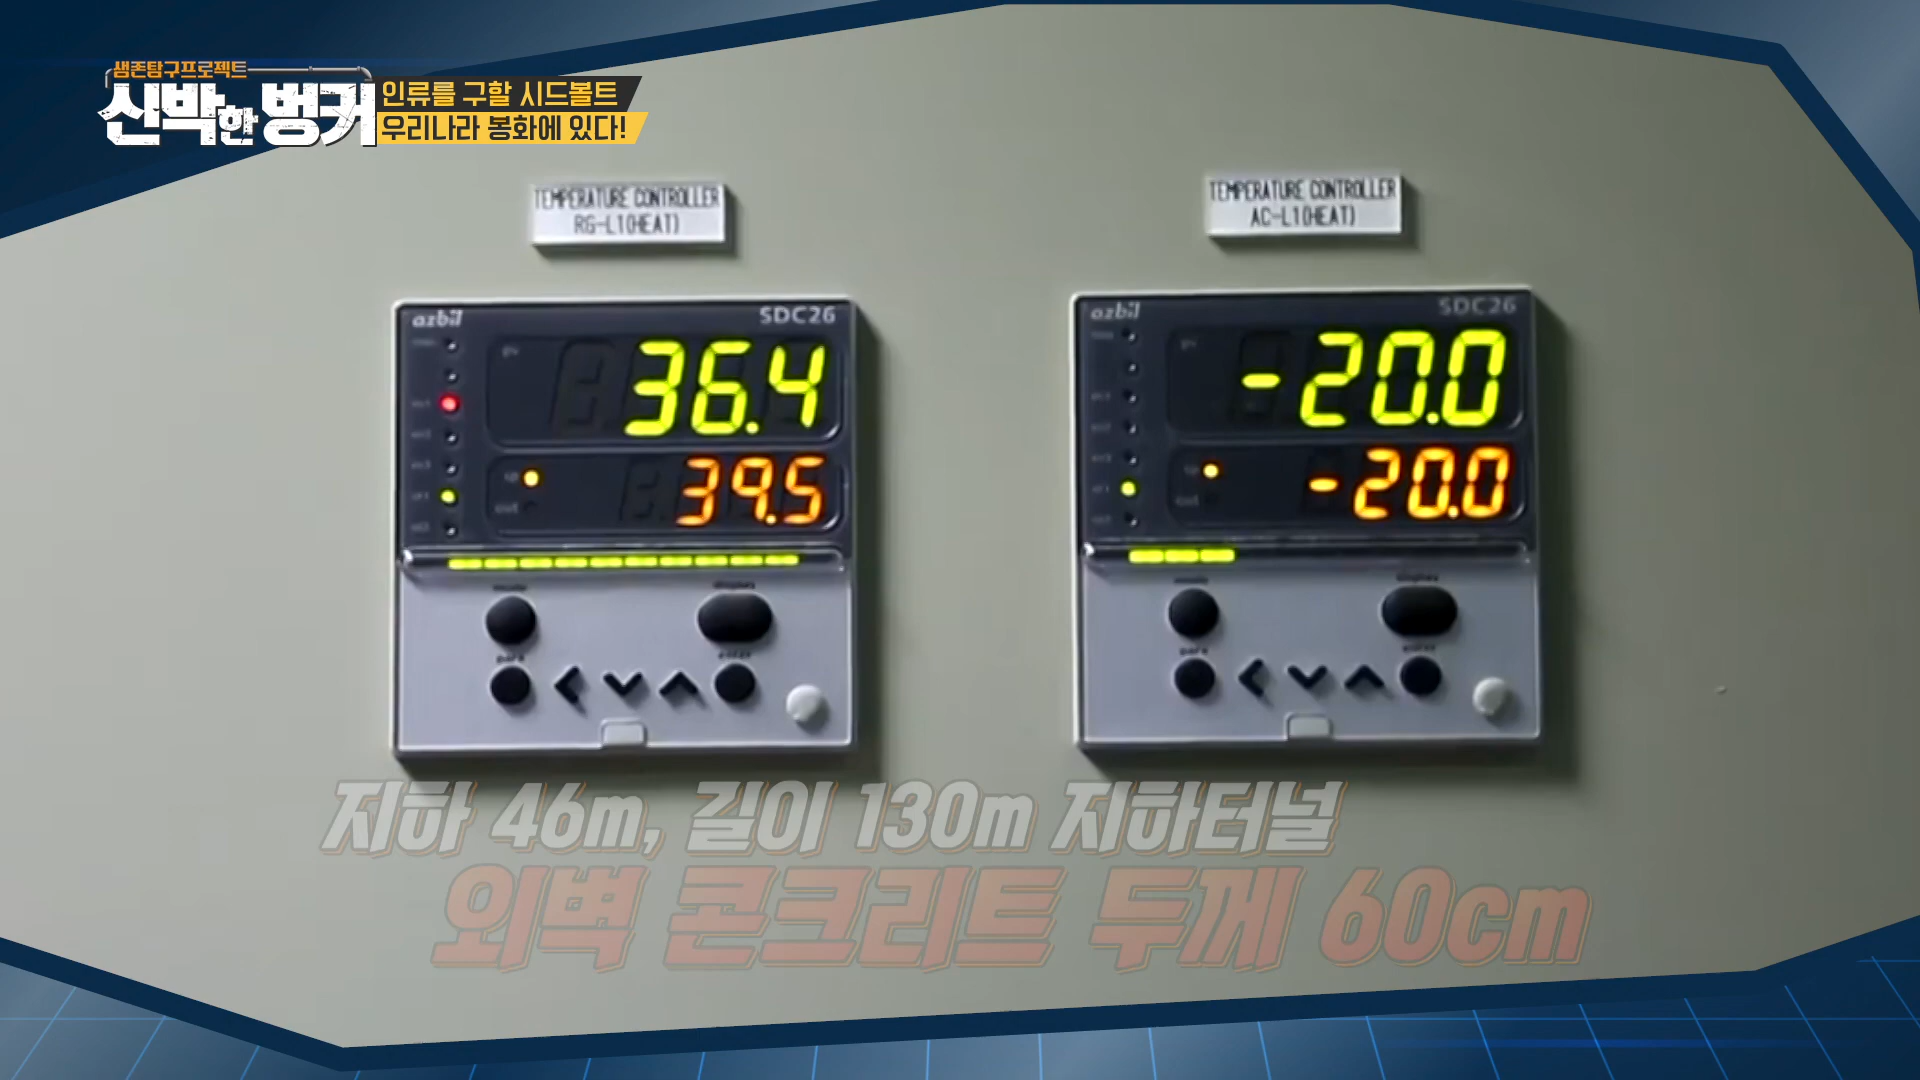 생존탐구프로젝트
신박한 벙커
인류를 구할 시드볼트
우리나라 봉화에 있다!
TEMPERATURE CONTROLLER
RG-L1(HEAT)
TEMPERATURE CONTROLLER
AC-L1(HEAT)
azbil SDC26
36.4
39.5
azbil SDC26
-20.0
-20.0
지하 46m, 길이 130m 지하터널
외벽 콘크리트 두께 60cm